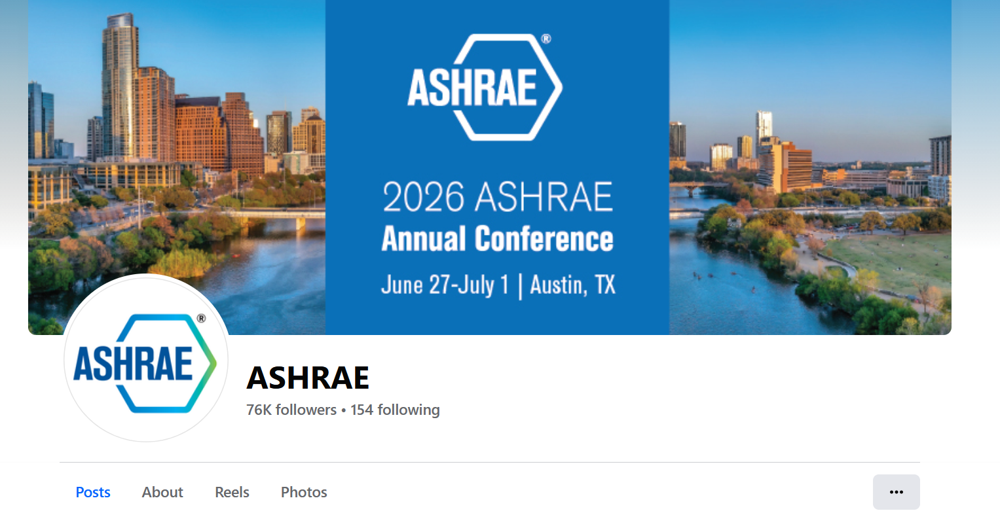 ASHRAE®
2026 ASHRAE
Annual Conference
June 27-July 1 | Austin, TX
ASHRAE®
ASHRAE
76K followers • 154 following
Posts
About
Reels
Photos